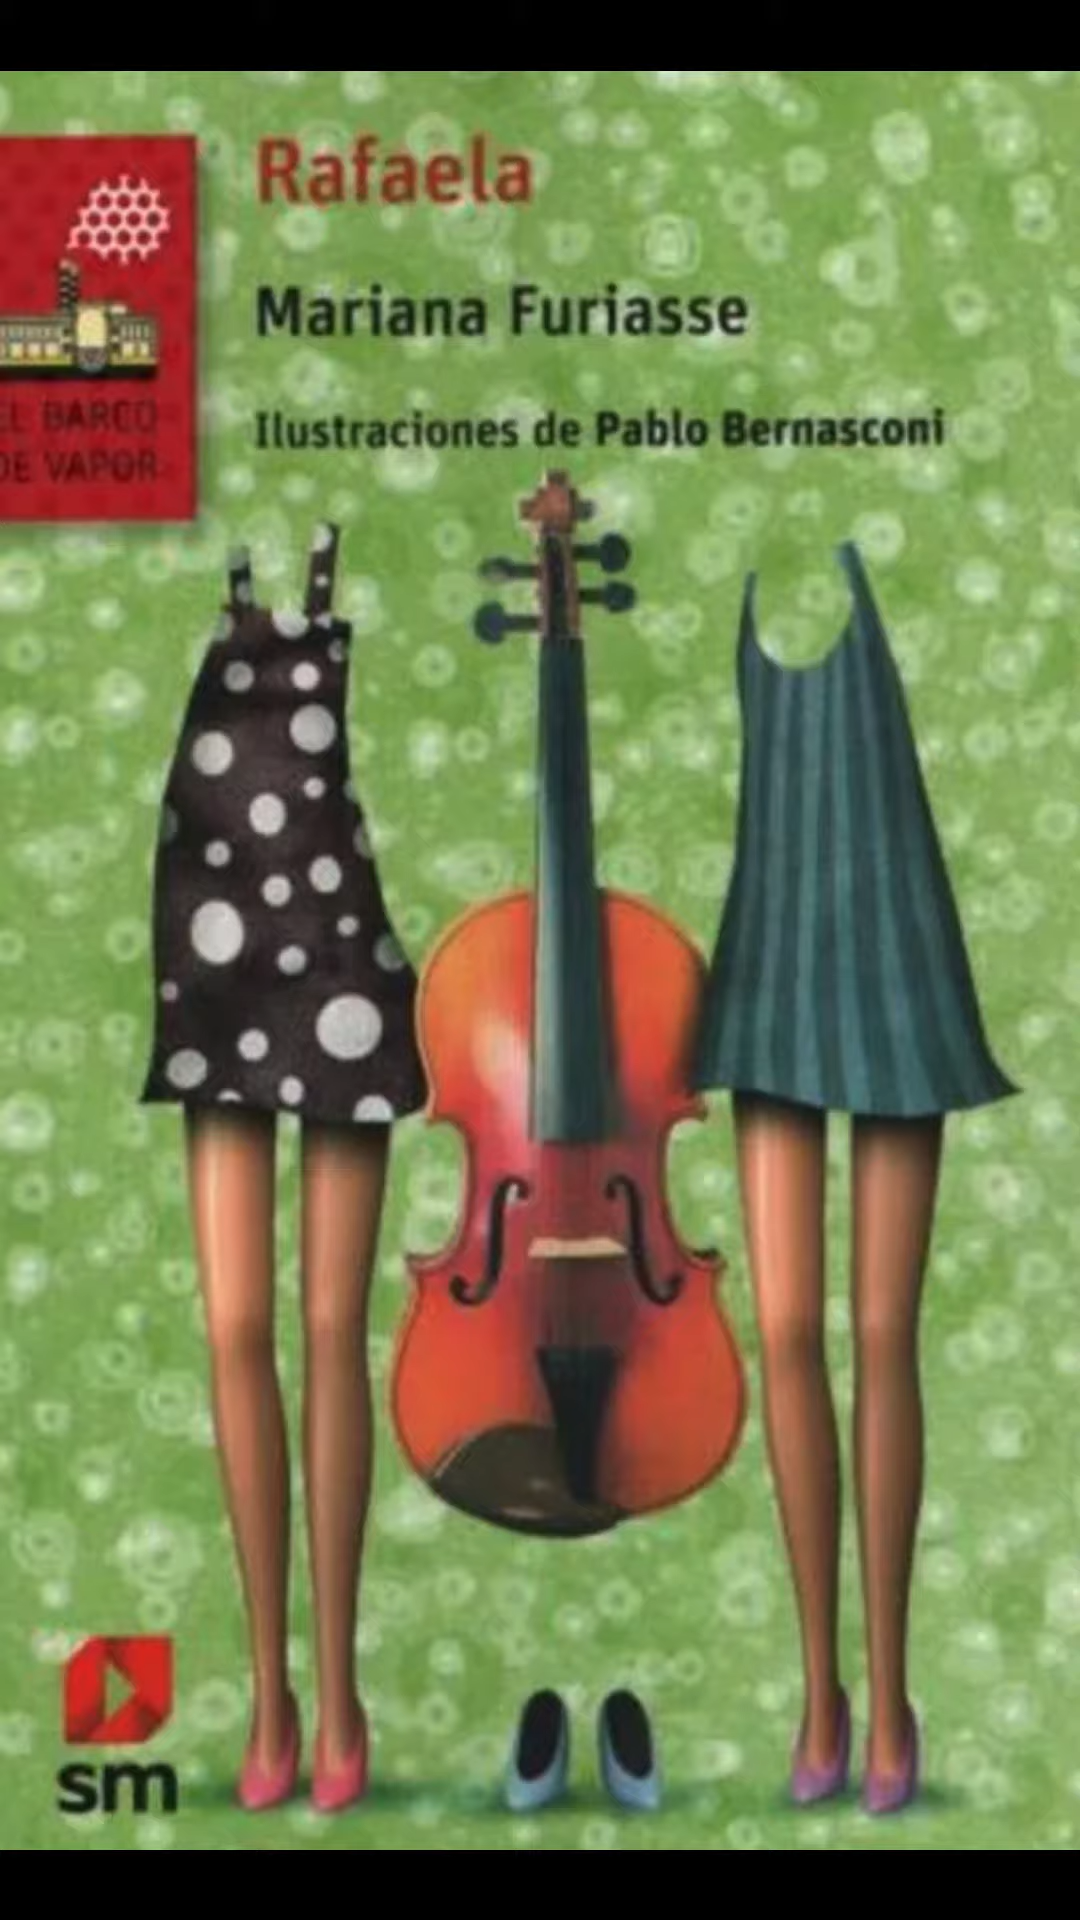 Rafaela
Mariana Furiasse
Ilustraciones de Pablo Bernasconi
EL BARCO
DE VAPOR
sm